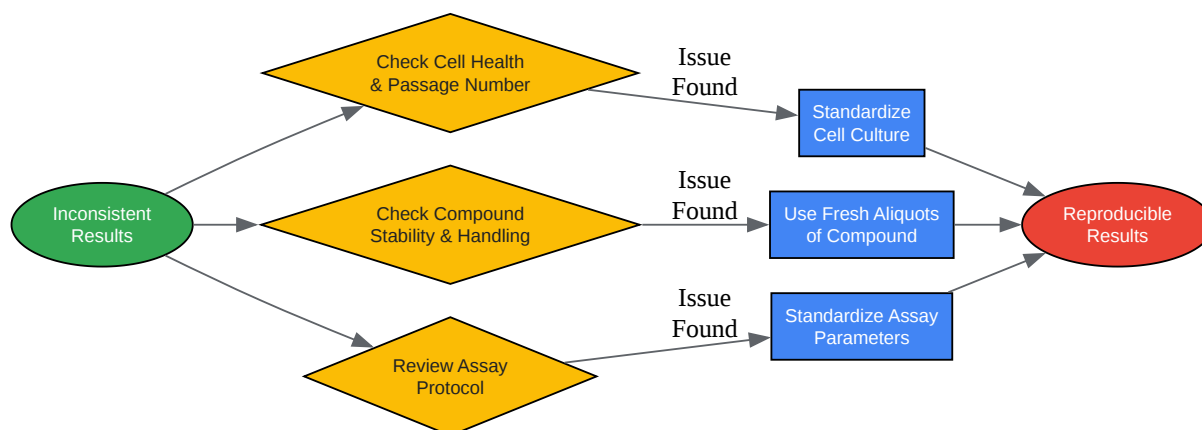 Check Cell Health
& Passage Number
Issue
Found
Standardize
Cell Culture
Inconsistent
Results
Check Compound
Stability & Handling
Issue
Found
Use Fresh Aliquots
of Compound
Reproducible
Results
Review Assay
Protocol
Issue
Found
Standardize Assay
Parameters